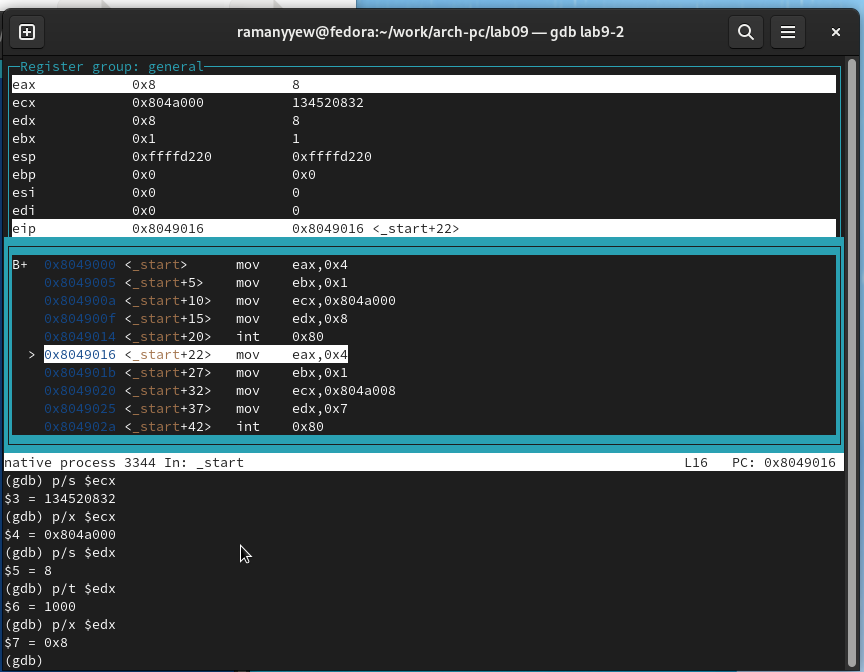 ramanyyew@fedora:~/work/arch-pc/lab09 — gdb lab9-2
Register group: general
eax 0x8 8
ecx 0x804a000 134520832
edx 0x8 8
ebx 0x1 1
esp 0xffffd220 0xffffd220
ebp 0x0 0x0
esi 0x0 0
edi 0x0 0
eip 0x8049016 0x8049016 <_start+22>
B+ 0x8049000 <_start> mov eax,0x4
0x8049005 <_start+5> mov ebx,0x1
0x804900a <_start+10> mov ecx,0x804a000
0x804900f <_start+15> mov edx,0x8
0x8049014 <_start+20> int 0x80
> 0x8049016 <_start+22> mov eax,0x4
0x804901b <_start+27> mov ebx,0x1
0x8049020 <_start+32> mov ecx,0x804a008
0x8049025 <_start+37> mov edx,0x7
0x804902a <_start+42> int 0x80
native process 3344 In: _start L16 PC: 0x8049016
(gdb) p/s $ecx
$3 = 134520832
(gdb) p/x $ecx
$4 = 0x804a000
(gdb) p/s $edx
$5 = 8
(gdb) p/t $edx
$6 = 1000
(gdb) p/x $edx
$7 = 0x8
(gdb)